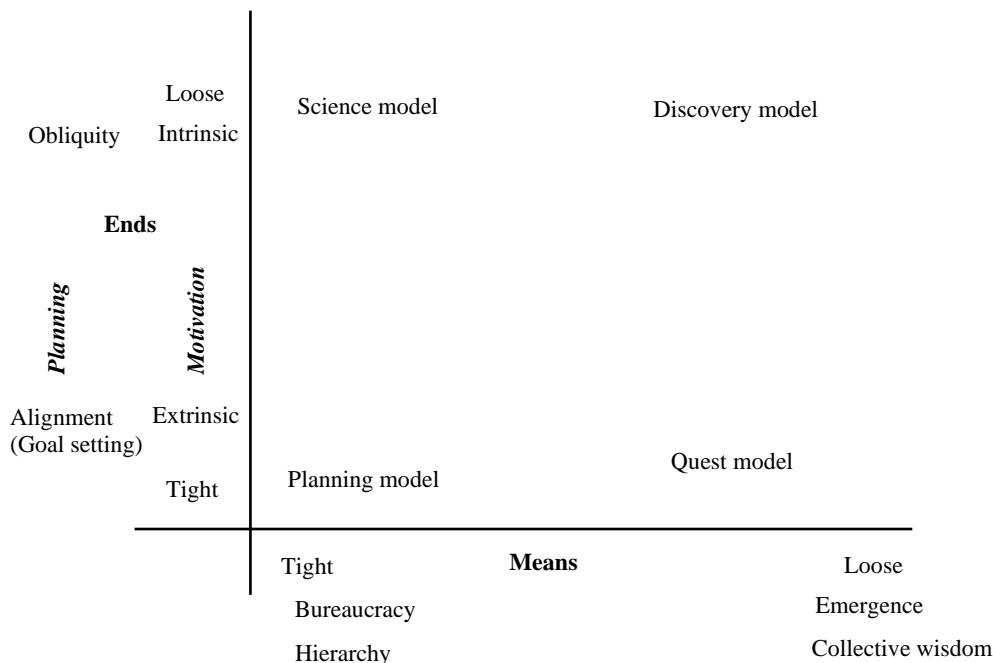 Loose
Science model
Discovery model
Obliquity
Intrinsic
Ends
Planning
Motivation
Alignment
(Goal setting)
Extrinsic
Quest model
Planning model
Tight
Tight
Means
Loose
Bureaucracy
Emergence
Hierarchy
Collective wisdom